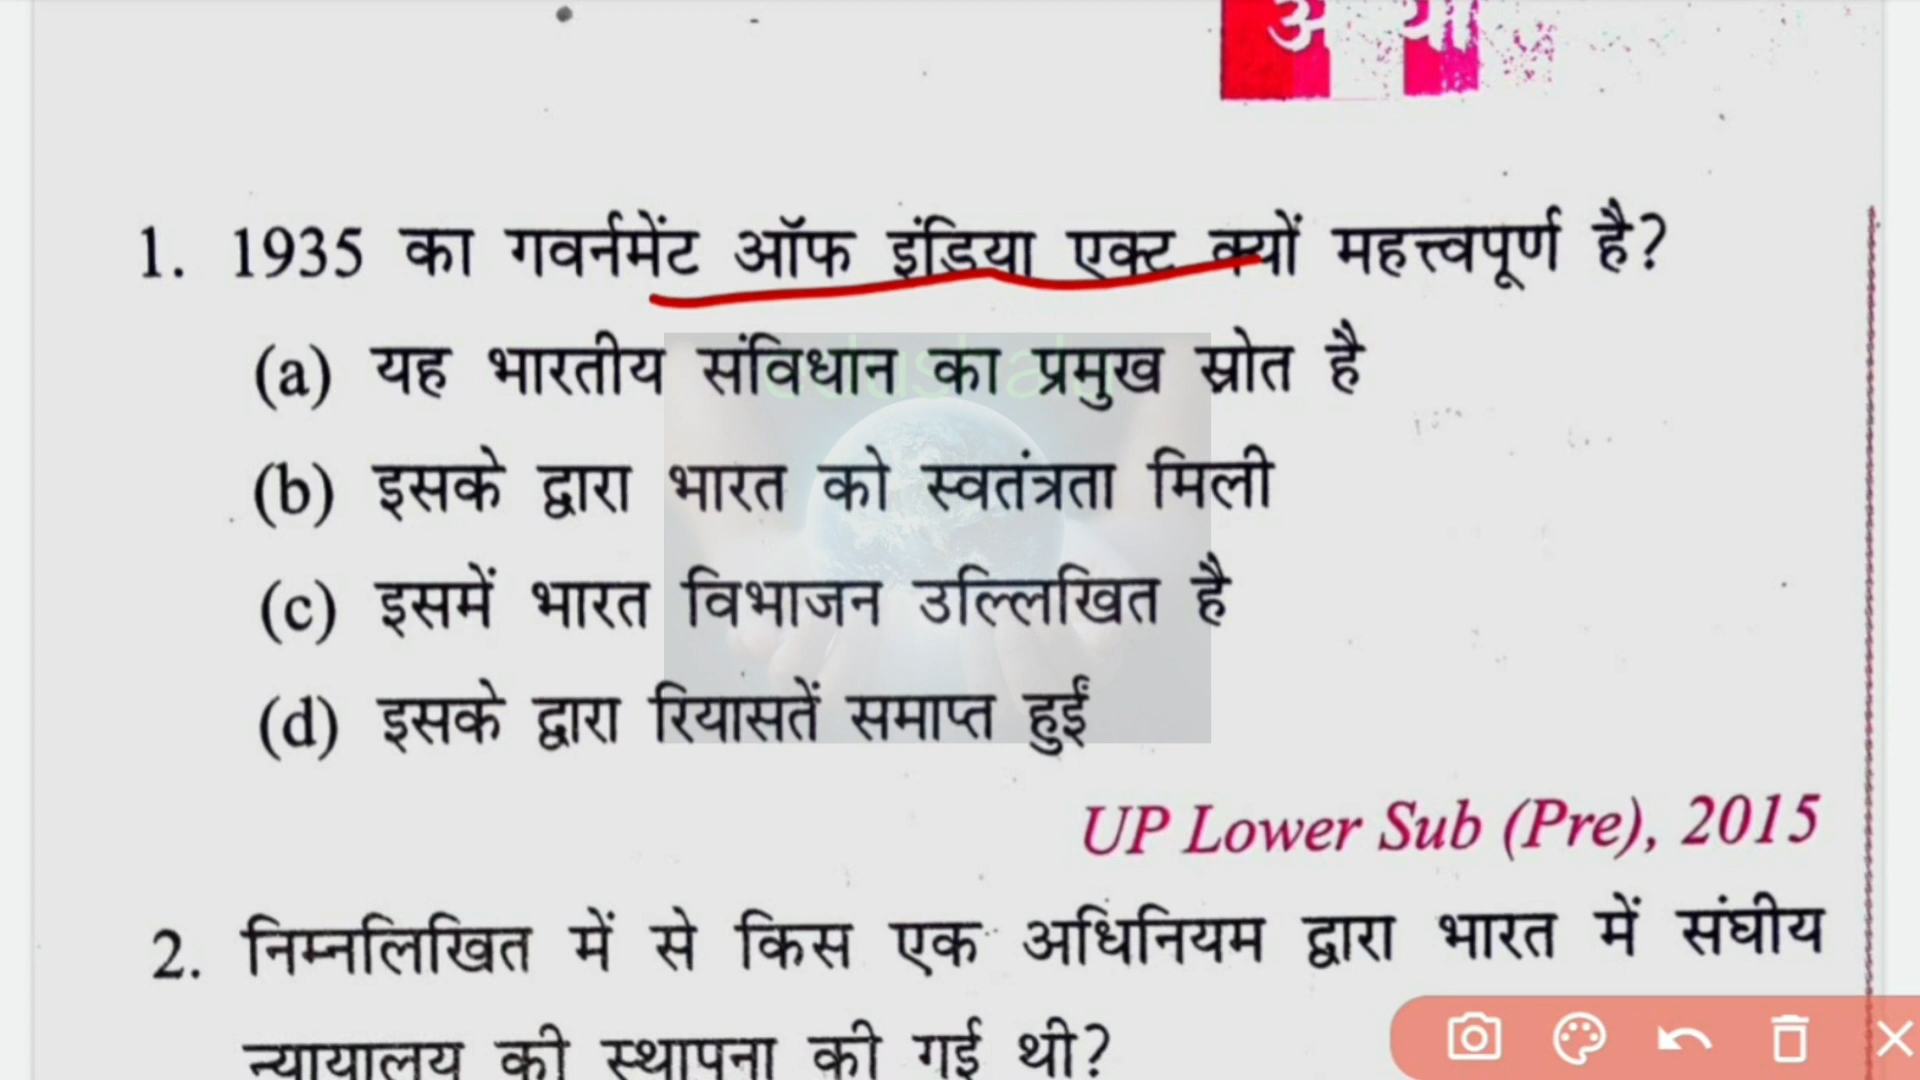 1. 1935 का गवर्नमेंट ऑफ इंडिया एक्ट क्यों महत्त्वपूर्ण है?
(a) यह भारतीय संविधान का प्रमुख स्रोत है
(b) इसके द्वारा भारत को स्वतंत्रता मिली
(c) इसमें भारत विभाजन उल्लिखित है
(d) इसके द्वारा रियासतें समाप्त हुईं
UP Lower Sub (Pre), 2015
2. निम्नलिखित में से किस एक अधिनियम द्वारा भारत में संघीय
न्यायालय की स्थापना की गई थी?